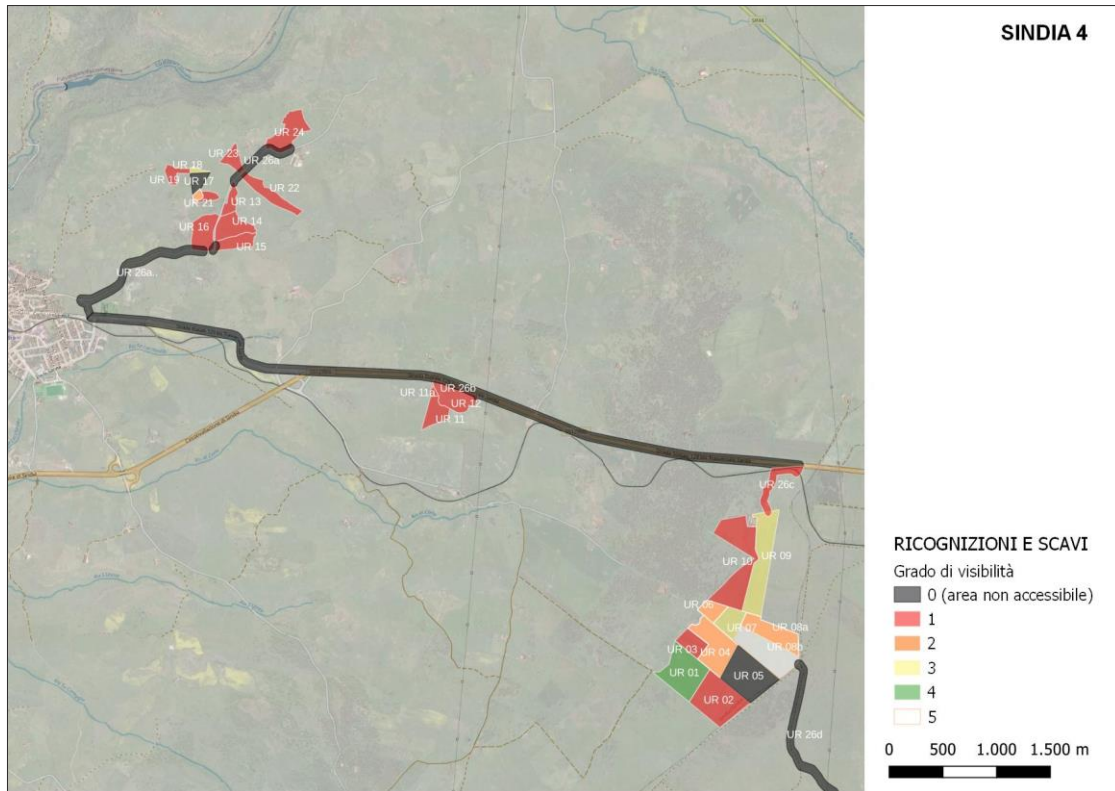 SINDIA 4
UR 24
UR 23
UR 26a
UR 18
UR 19
UR 17
UR 22
UR 21
UR 13
UR 16
UR 14
UR 15
UR 26a..
UR 26b
UR 12
UR 11
UR 26c
UR 09
UR 10
UR 06
UR 07
UR 08a
UR 08b
UR 03
UR 04
UR 01
UR 05
UR 02
UR 26d
RICOGNIZIONI E SCAVI
Grado di visibilità
0 (area non accessibile)
1
2
3
4
5
0 500 1.000 1.500 m